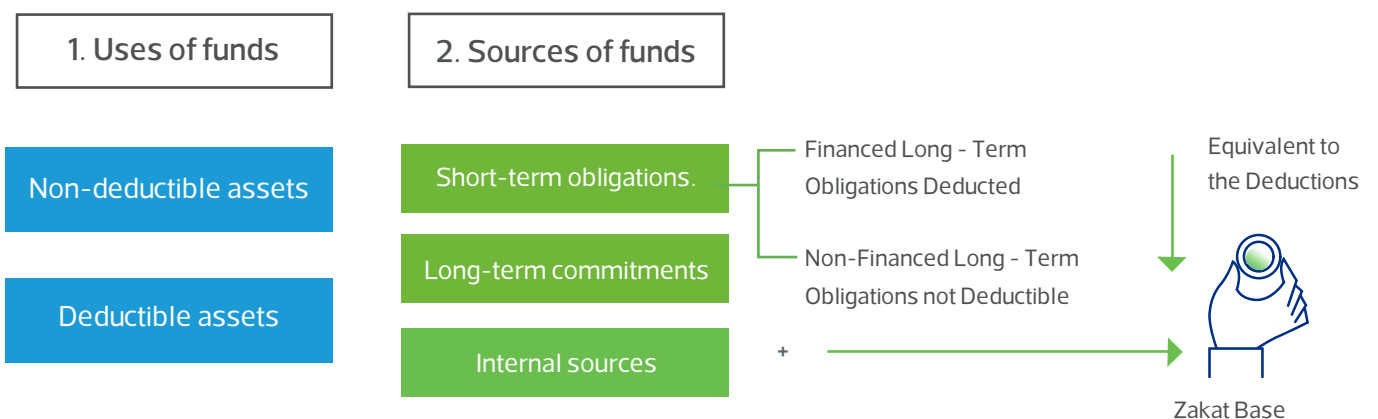 1. Uses of funds
2. Sources of funds
Non-deductible assets
Deductible assets
Short-term obligations.
Long-term commitments
Internal sources
Financed Long - Term
Obligations Deducted
Non-Financed Long - Term
Obligations not Deductible
+
Equivalent to
the Deductions
Zakat Base